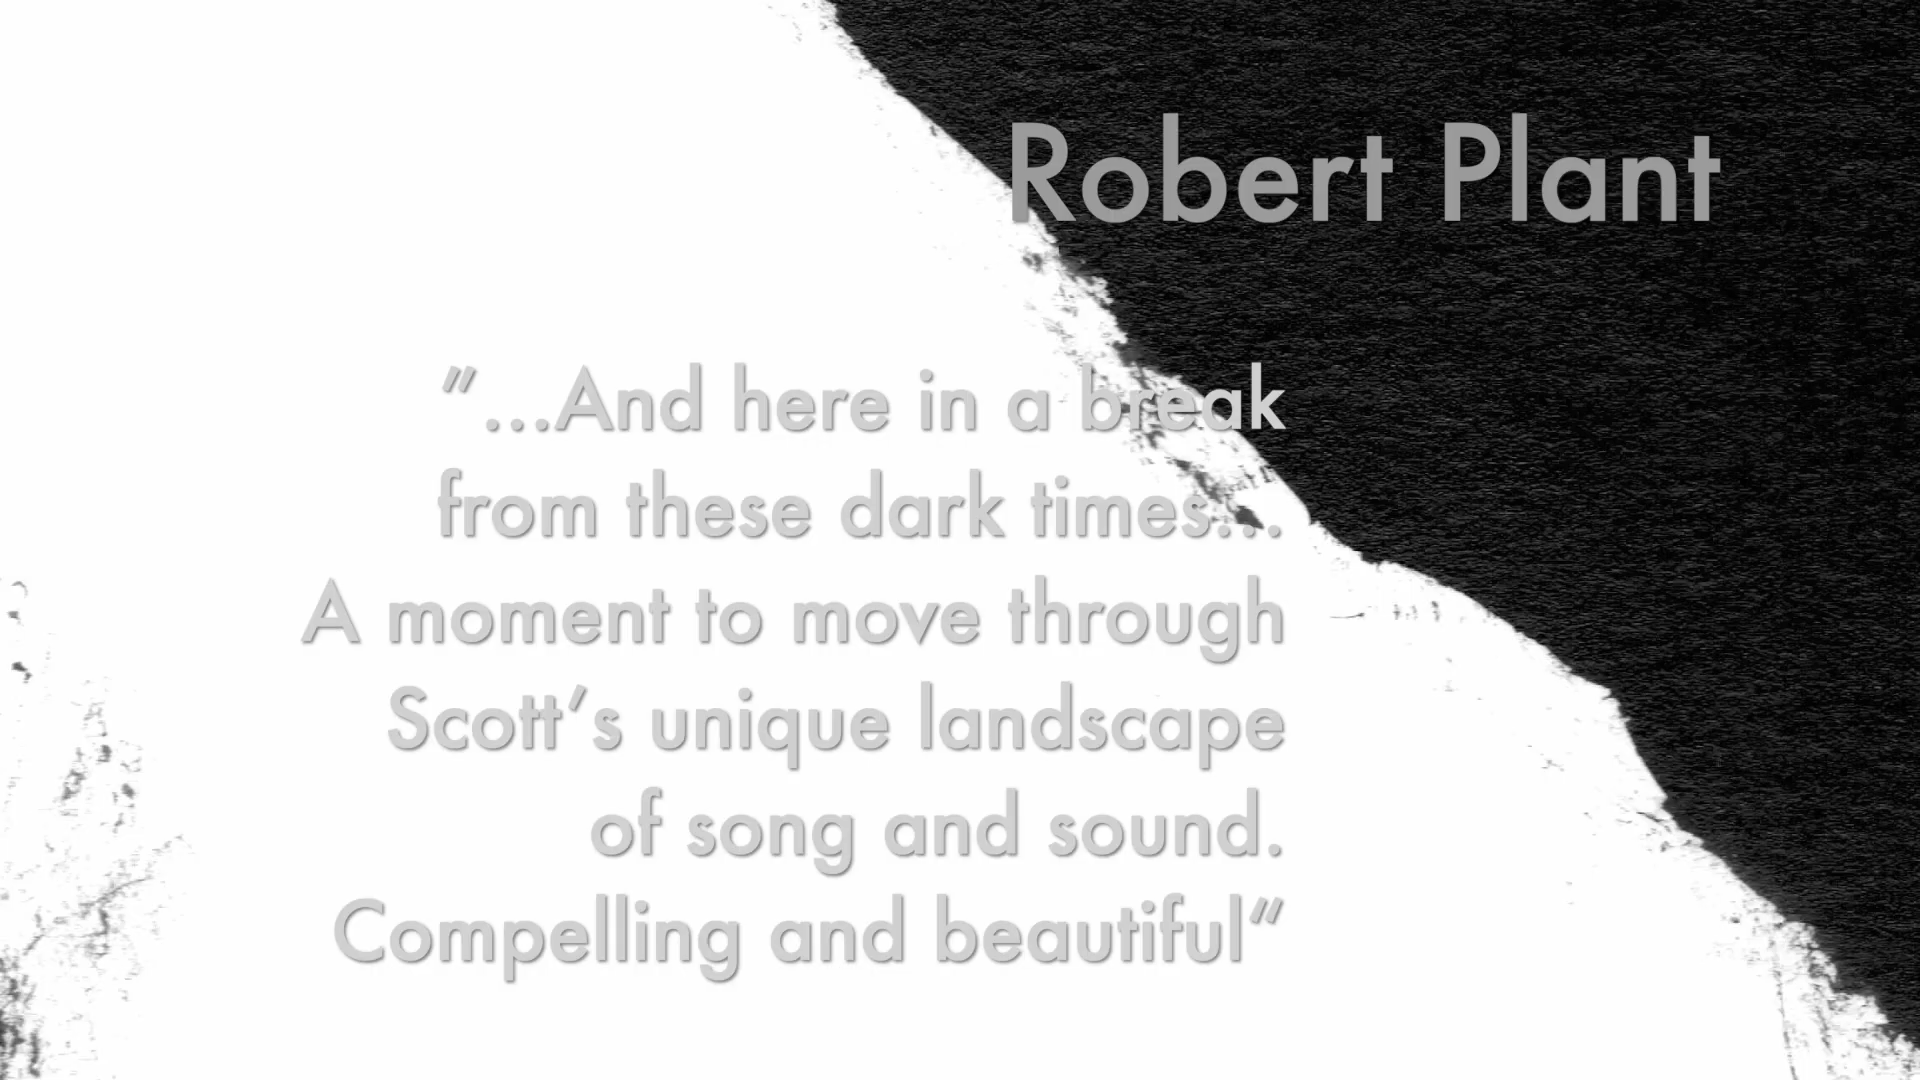 Robert Plant
"...And here in a break
from these dark times...
A moment to move through
Scott's unique landscape
of song and sound.
Compelling and beautiful"